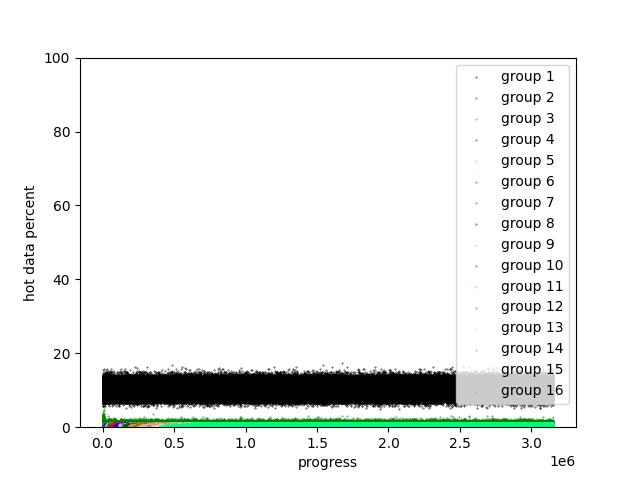 100
80
60
40
20
0
hot data percent
0.0 0.5 1.0 1.5 2.0 2.5 3.0
1e6
progress
group 1
group 2
group 3
group 4
group 5
group 6
group 7
group 8
group 9
group 10
group 11
group 12
group 13
group 14
group 15
group 16